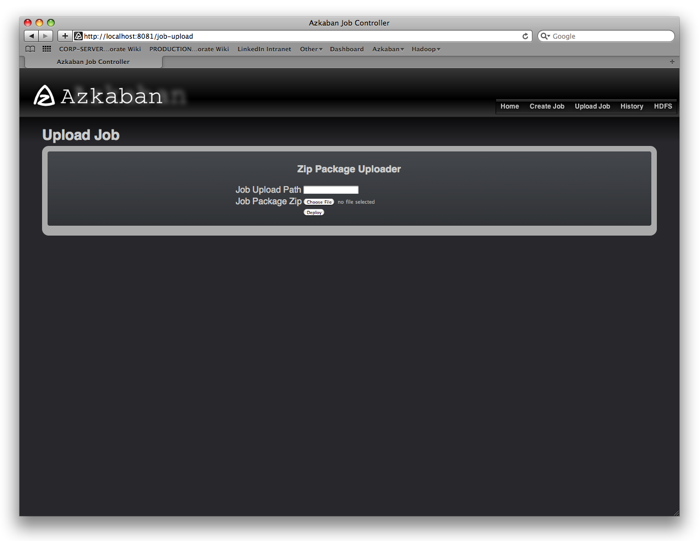 Azkaban Job Controller
http://localhost:8081/job-upload
Google
CORP-SERVER...orate Wiki PRODUCTION...orate Wiki LinkedIn Intranet Other Dashboard Azkaban Hadoop
Azkaban Job Controller
Azkaban
Home Create Job Upload Job History HDFS
Upload Job
Zip Package Uploader
Job Upload Path
Job Package Zip Choose File no file selected
Deploy